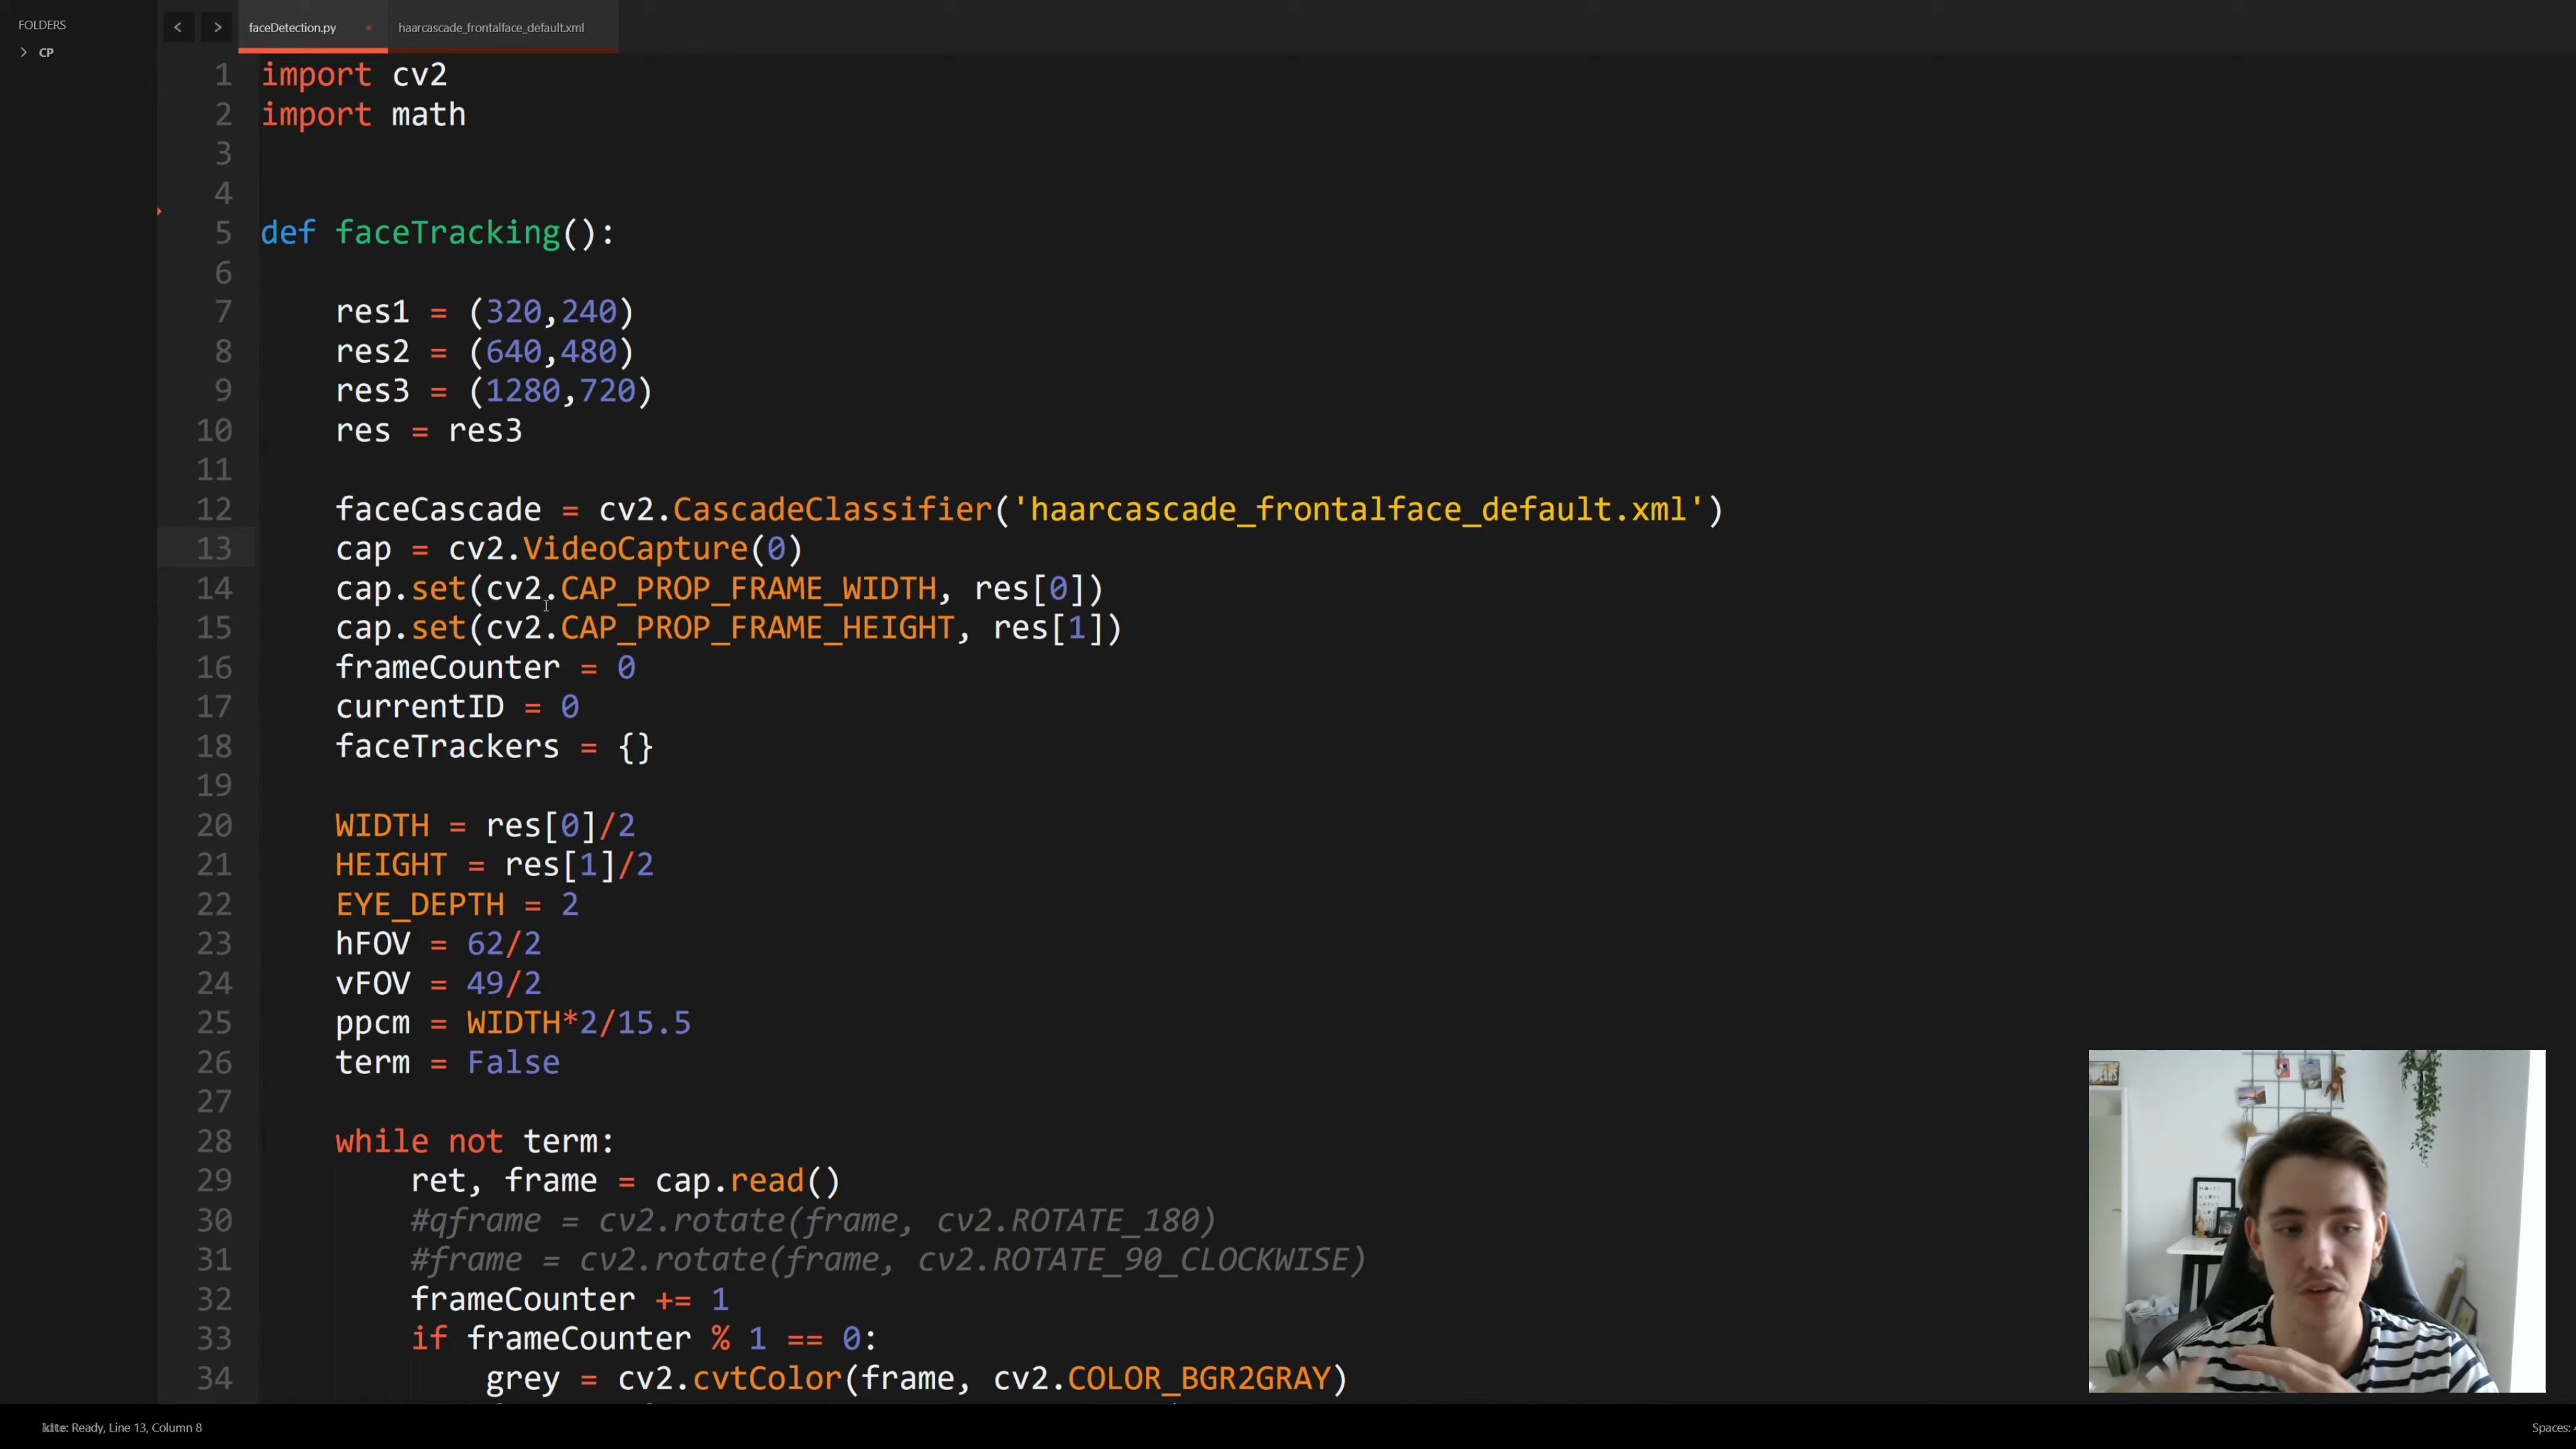 FOLDERS
CP
faceDetection.py
haarcascade_frontalface_default.xml
1 import cv2
2 import math
3
4
5 def faceTracking():
6
7 res1 = (320,240)
8 res2 = (640,480)
9 res3 = (1280,720)
10 res = res3
11
12 faceCascade = cv2.CascadeClassifier('haarcascade_frontalface_default.xml')
13 cap = cv2.VideoCapture(0)
14 cap.set(cv2.CAP_PROP_FRAME_WIDTH, res[0])
15 cap.set(cv2.CAP_PROP_FRAME_HEIGHT, res[1])
16 frameCounter = 0
17 currentID = 0
18 faceTrackers = {}
19
20 WIDTH = res[0]/2
21 HEIGHT = res[1]/2
22 EYE_DEPTH = 2
23 hFOV = 62/2
24 vFOV = 49/2
25 ppcm = WIDTH*2/15.5
26 term = False
27
28 while not term:
29 ret, frame = cap.read()
30 #qframe = cv2.rotate(frame, cv2.ROTATE_180)
31 #frame = cv2.rotate(frame, cv2.ROTATE_90_CLOCKWISE)
32 frameCounter += 1
33 if frameCounter % 1 == 0:
34 grey = cv2.cvtColor(frame, cv2.COLOR_BGR2GRAY)
kite: Ready, Line 13, Column 8
Spaces: